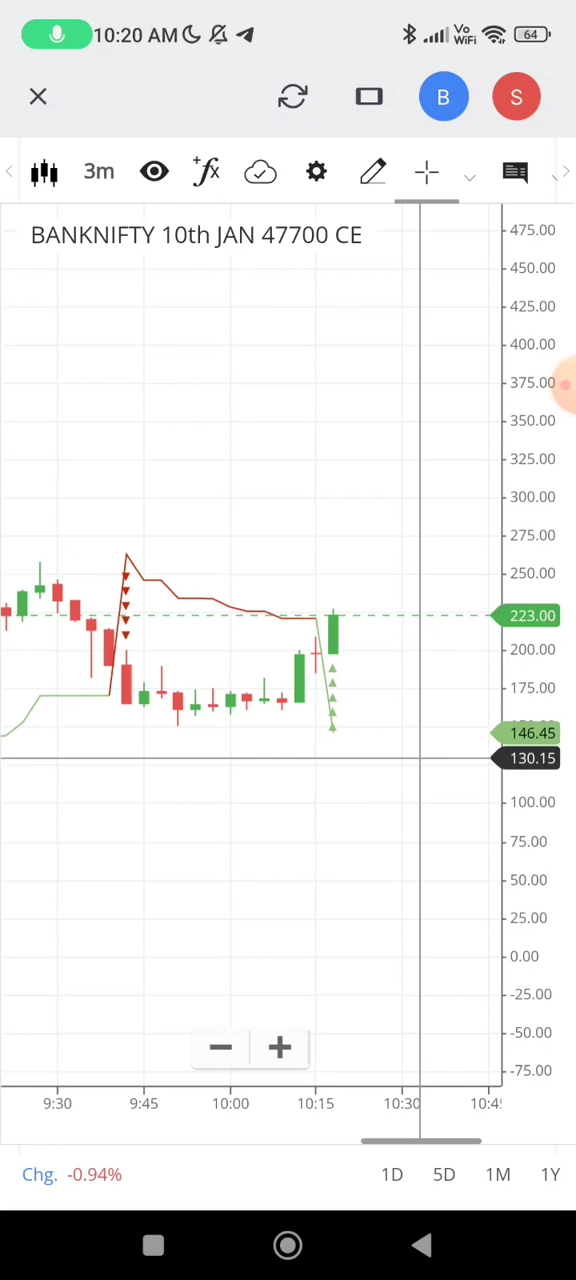 10:20 AM
Vo
WiFi
64
B
S
3m
+fx
BANKNIFTY 10th JAN 47700 CE
475.00
450.00
425.00
400.00
375.00
350.00
325.00
300.00
275.00
250.00
223.00
200.00
175.00
146.45
130.15
100.00
75.00
50.00
25.00
0.00
-25.00
-50.00
-75.00
9:30 9:45 10:00 10:15 10:30
Chg. -0.94% 1D 5D 1M 1Y